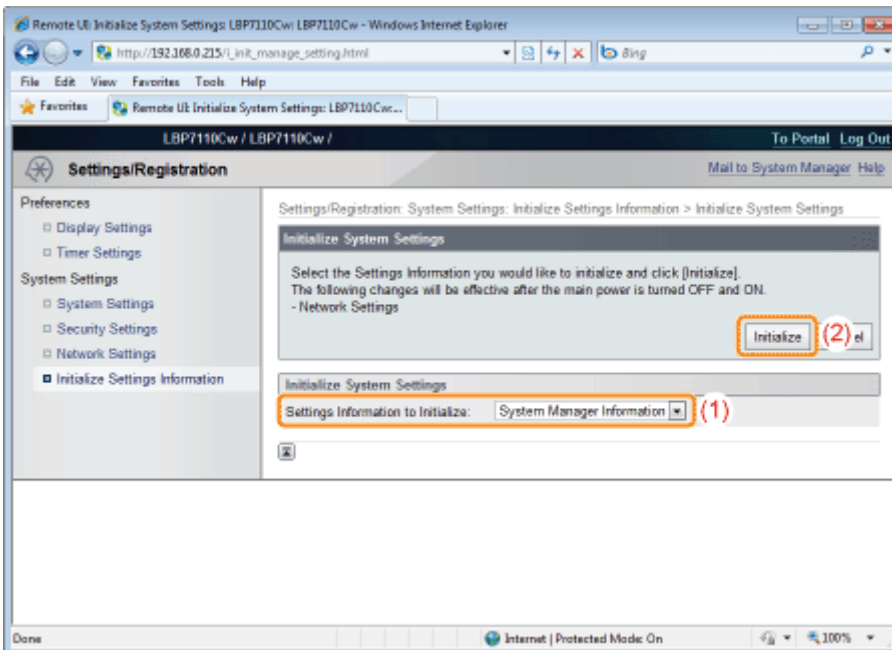 Remote UI: Initialize System Settings: LBP7110Cw: LBP7110Cw - Windows Internet Explorer
http://192.168.0.215/i_init_manage_setting.html
Bing
File Edit View Favorites Tools Help
Favorites
Remote UI: Initialize System Settings: LBP7110Cw:...
LBP7110Cw / LBP7110Cw /
To Portal Log Out
Settings/Registration
Mail to System Manager Help
Preferences
Display Settings
Timer Settings
System Settings
System Settings
Security Settings
Network Settings
Initialize Settings Information
Settings/Registration: System Settings: Initialize Settings Information > Initialize System Settings
Initialize System Settings
Select the Settings Information you would like to initialize and click [Initialize].
The following changes will be effective after the main power is turned OFF and ON.
- Network Settings
Initialize (2) el
Initialize System Settings
Settings Information to Initialize: System Manager Information (1)
Done
Internet | Protected Mode: On
100%